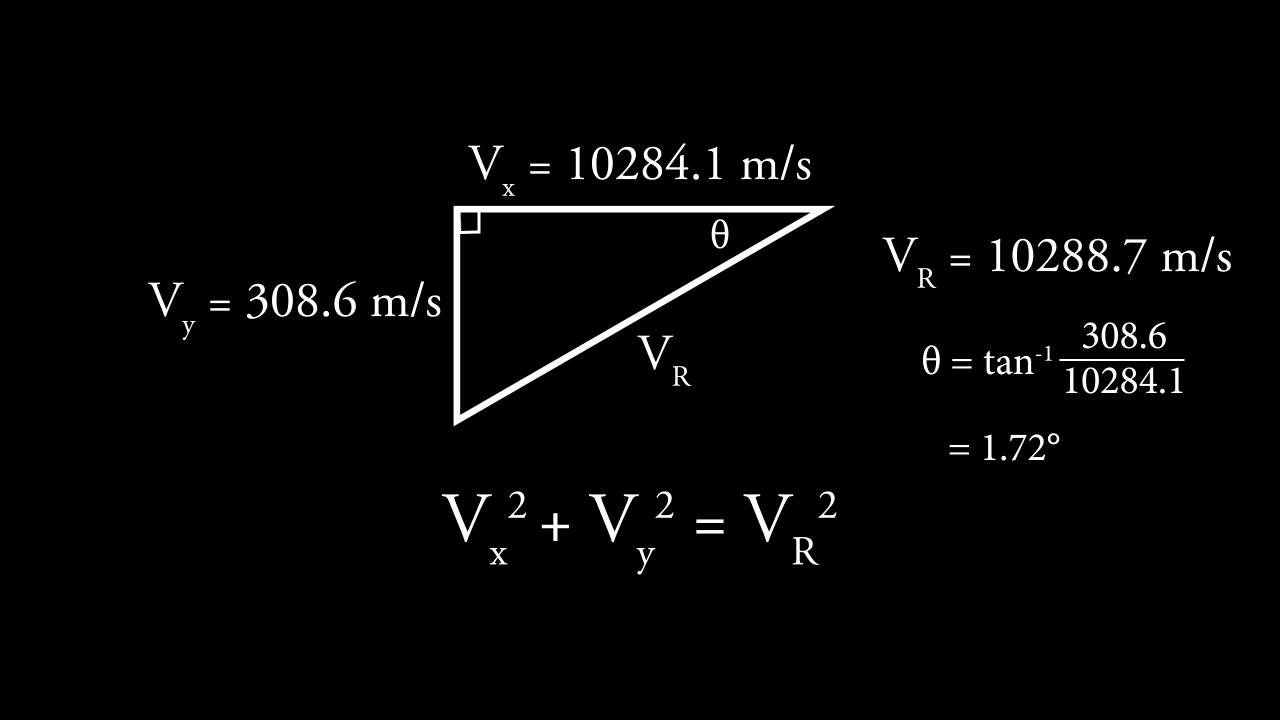 Vx = 10284.1 m/s
θ
VR = 10288.7 m/s
Vy = 308.6 m/s
VR
θ = tan-1 308.6
10284.1
= 1.72°
Vx2 + Vy2 = VR2